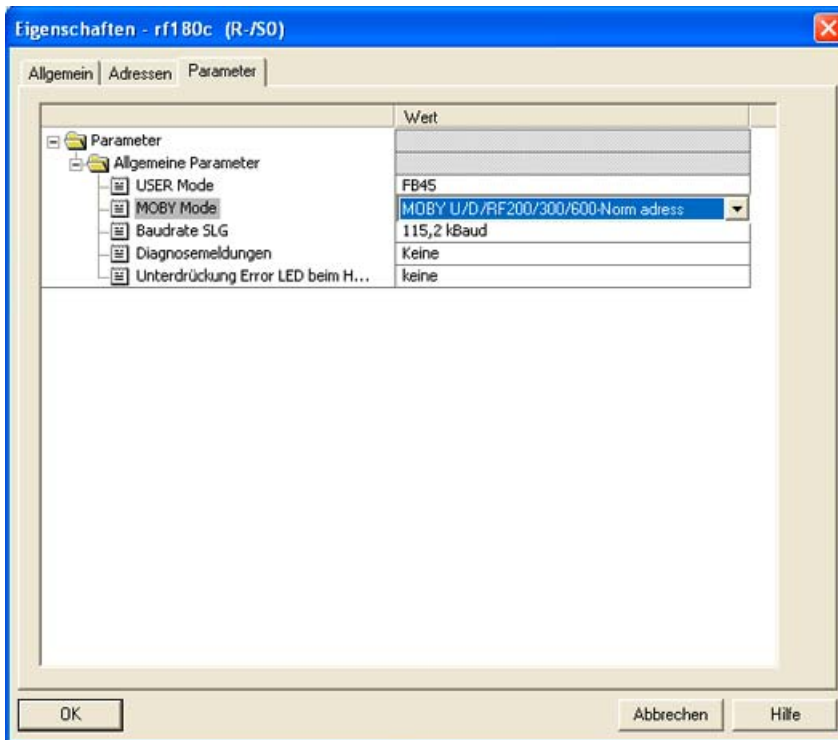 Eigenschaften - rf180c (R-/S0)
Allgemein Adressen Parameter
Wert
Parameter
Allgemeine Parameter
USER Mode FB45
MOBY Mode MOBY U/D/RF200/300/600-Norm adress
Baudrate SLG 115,2 kBaud
Diagnosemeldungen Keine
Unterdrückung Error LED beim H... keine
OK Abbrechen Hilfe